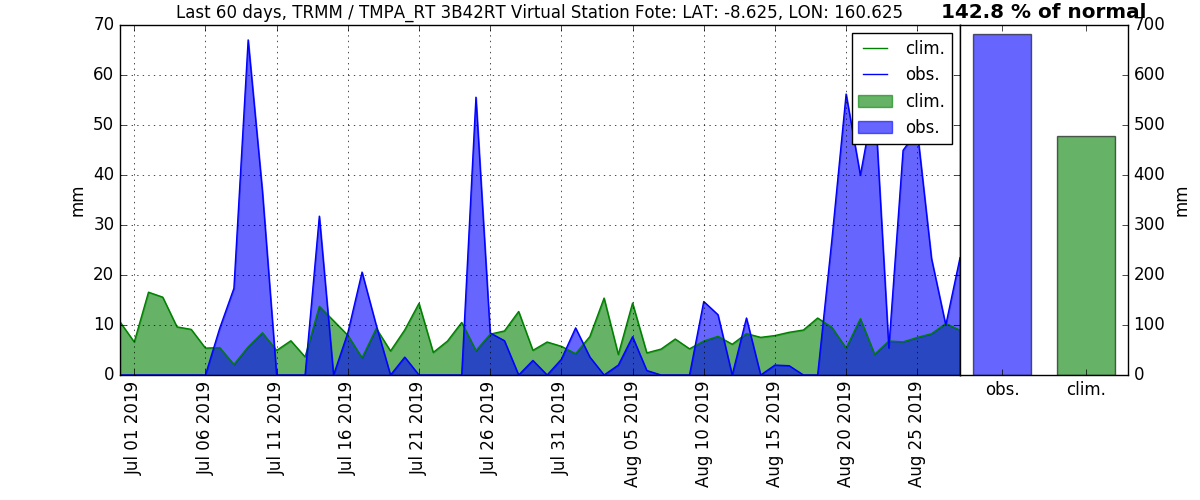 Last 60 days, TRMM / TMPA_RT 3B42RT Virtual Station Fote: LAT: -8.625, LON: 160.625
142.8 % of normal
70
60
50
40
30
20
10
0
mm
clim.
obs.
clim.
obs.
Jul 01 2019
Jul 06 2019
Jul 11 2019
Jul 16 2019
Jul 21 2019
Jul 26 2019
Jul 31 2019
Aug 05 2019
Aug 10 2019
Aug 15 2019
Aug 20 2019
Aug 25 2019
700
600
500
400
300
200
100
0
mm
obs.
clim.